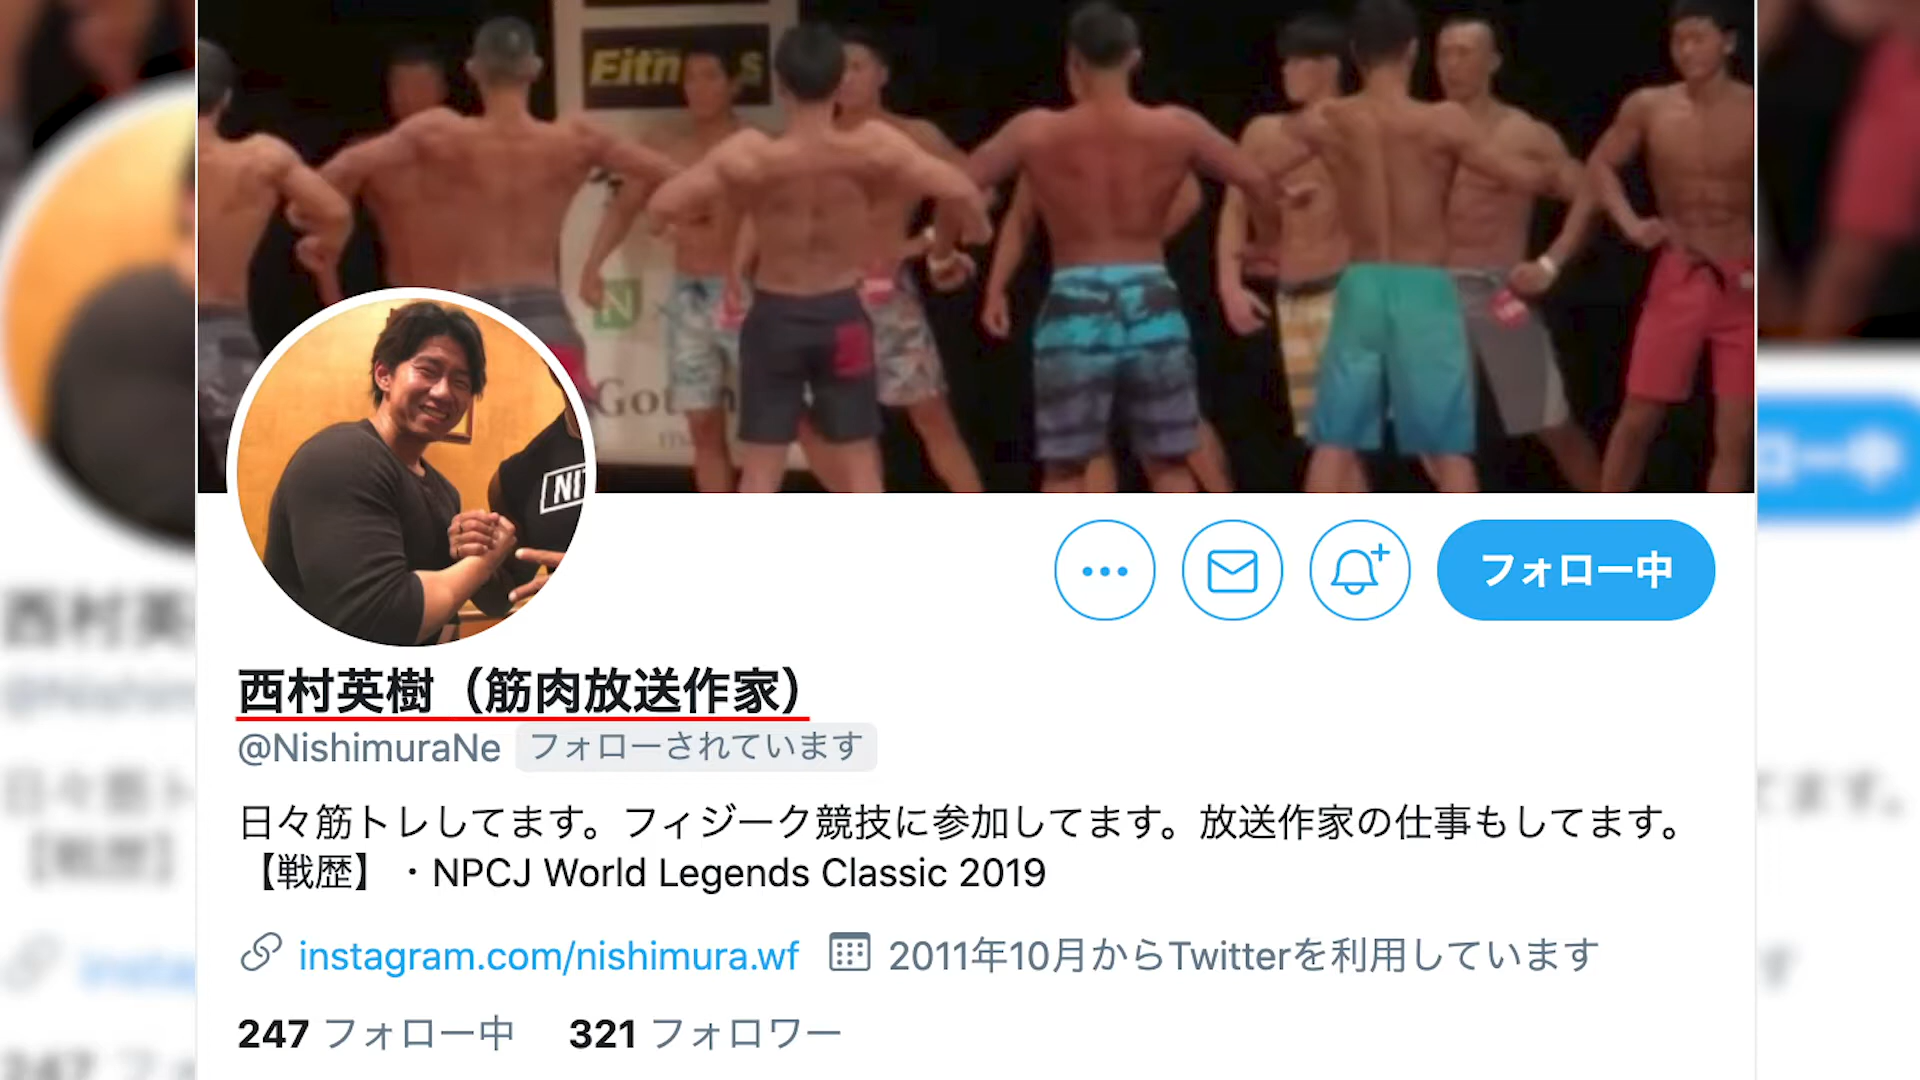 Fitn s
N
Got
NI
フォロー中
西村英樹（筋肉放送作家）
@NishimuraNe フォローされています
日々筋トレしてます。フィジーク競技に参加してます。放送作家の仕事もしてます。
【戦歴】・NPCJ World Legends Classic 2019
instagram.com/nishimura.wf 2011年10月からTwitterを利用しています
247 フォロー中 321 フォロワー